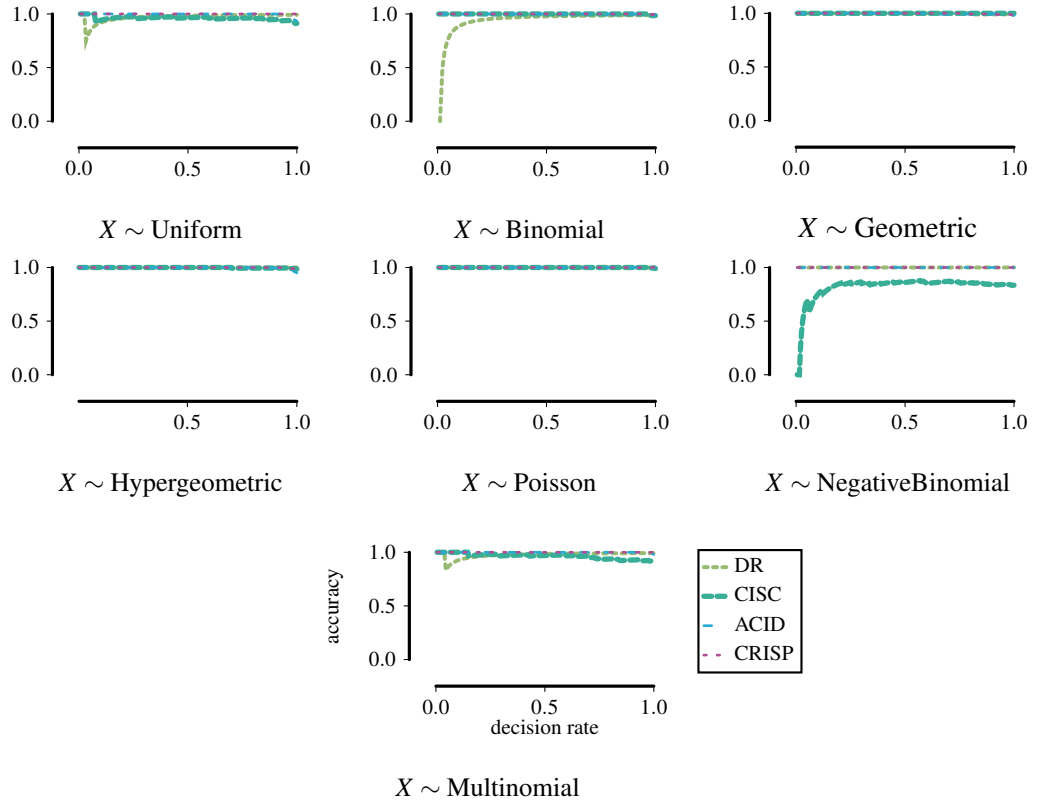 1.0
0.5
0.0
0.0 0.5 1.0
X ~ Uniform
1.0
0.5
0.0
0.0 0.5 1.0
X ~ Binomial
1.0
0.5
0.0
0.0 0.5 1.0
X ~ Geometric
1.0
0.5
0.0
0.5 1.0
X ~ Hypergeometric
1.0
0.5
0.0
0.0 0.5 1.0
X ~ Poisson
1.0
0.5
0.0
0.0 0.5 1.0
X ~ NegativeBinomial
accuracy
1.0
0.5
0.0
0.0 0.5 1.0
decision rate
X ~ Multinomial
DR
CISC
ACID
CRISP